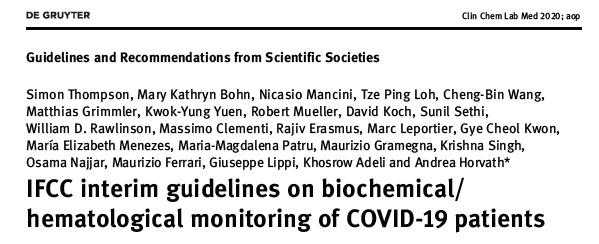 DE GRUYTER
Clin Chem Lab Med 2020; aop
Guidelines and Recommendations from Scientific Societies
Simon Thompson, Mary Kathryn Bohn, Nicasio Mancini, Tze Ping Loh, Cheng-Bin Wang,
Matthias Grimmler, Kwok-Yung Yuen, Robert Mueller, David Koch, Sunil Sethi,
William D. Rawlinson, Massimo Clementi, Rajiv Erasmus, Marc Leportier, Gye Cheol Kwon,
María Elizabeth Menezes, Maria-Magdalena Patru, Maurizio Gramegna, Krishna Singh,
Osama Najjar, Maurizio Ferrari, Giuseppe Lippi, Khosrow Adeli and Andrea Horvath*
IFCC interim guidelines on biochemical/
hematological monitoring of COVID-19 patients